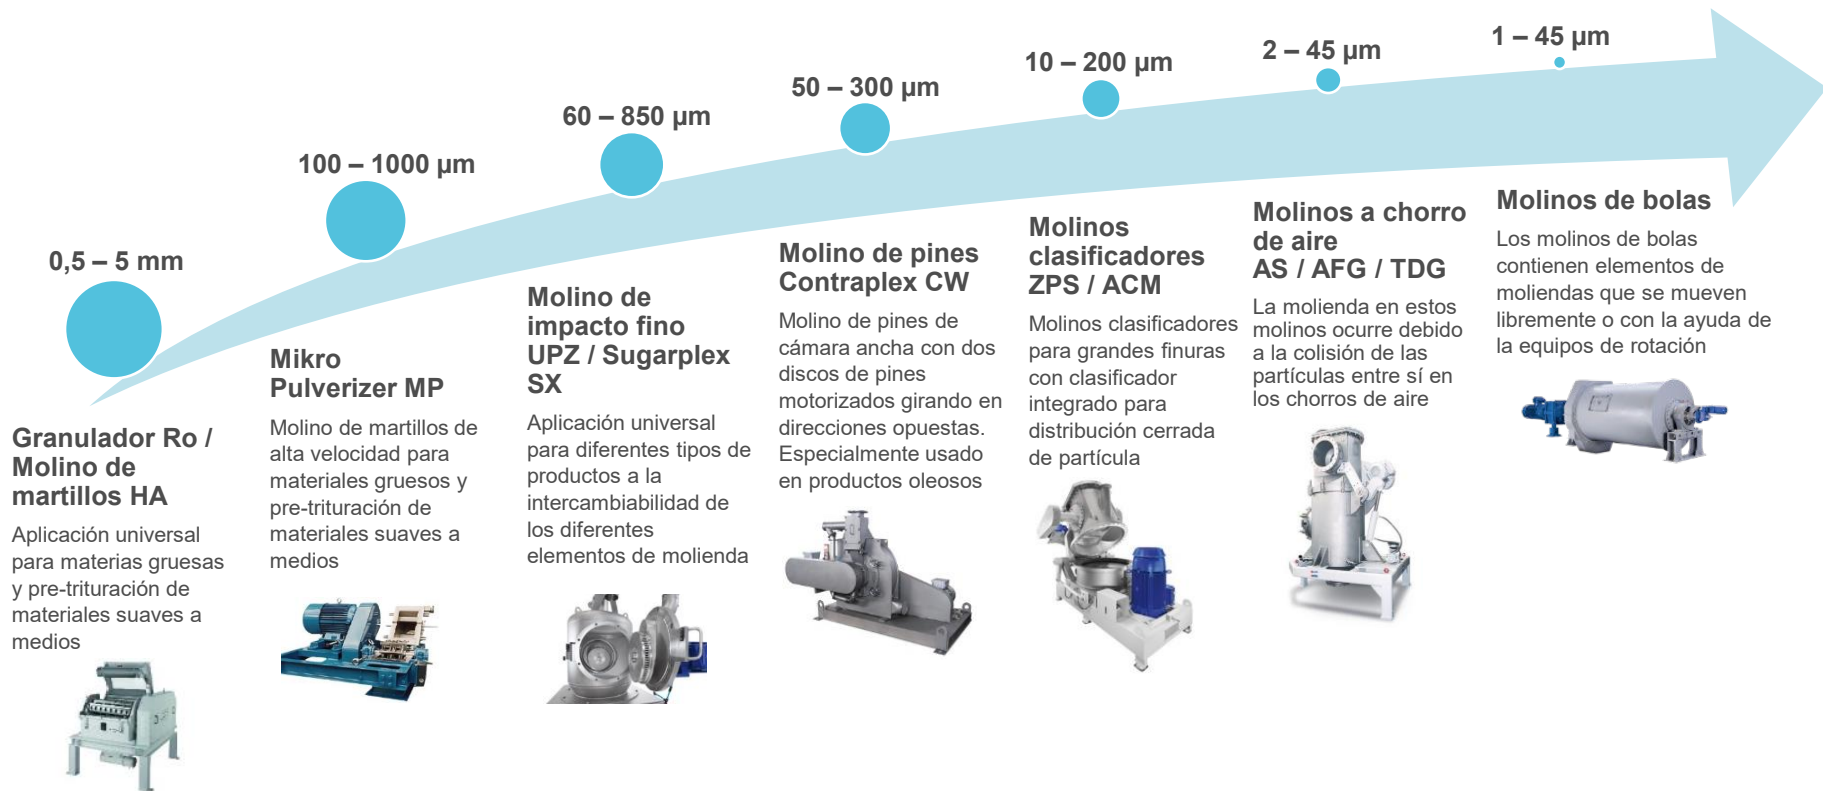 0,5 – 5 mm
Granulador Ro /
Molino de
martillos HA
Aplicación universal
para materias gruesas
y pre-trituración de
materiales suaves a
medios
100 – 1000 µm
Mikro
Pulverizer MP
Molino de martillos de
alta velocidad para
materiales gruesos y
pre-trituración de
materiales suaves a
medios
60 – 850 µm
Molino de
impacto fino
UPZ / Sugarplex
SX
Aplicación universal
para diferentes tipos de
productos a la
intercambiabilidad de
los diferentes
elementos de molienda
50 – 300 µm
Molino de pines
Contraplex CW
Molino de pines de
cámara ancha con dos
discos de pines
motorizados girando en
direcciones opuestas.
Especialmente usado
en productos oleosos
10 – 200 µm
Molinos
clasificadores
ZPS / ACM
Molinos clasificadores
para grandes finuras
con clasificador
integrado para
distribución cerrada
de partícula
2 – 45 µm
Molinos a chorro
de aire
AS / AFG / TDG
La molienda en estos
molinos ocurre debido
a la colisión de las
partículas entre sí en
los chorros de aire
1 – 45 µm
Molinos de bolas
Los molinos de bolas
contienen elementos de
moliendas que se mueven
libremente o con la ayuda de
la equipos de rotación